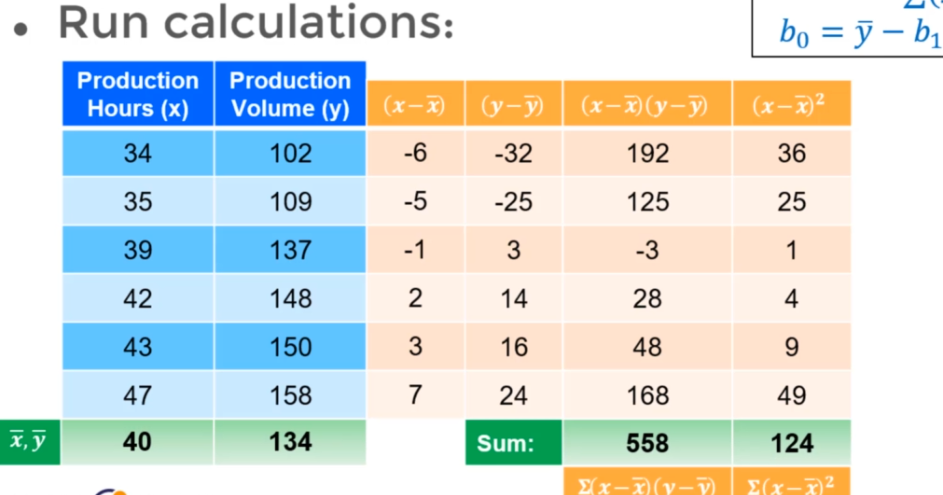 • Run calculations:
b₀ = ȳ − b₁
Production Hours (x) Production Volume (y) (x−x̄) (y−ȳ) (x−x̄)(y−ȳ) (x−x̄)²
34 102 -6 -32 192 36
35 109 -5 -25 125 25
39 137 -1 3 -3 1
42 148 2 14 28 4
43 150 3 16 48 9
47 158 7 24 168 49
x̄, ȳ 40 134 Sum: 558 124
Σ(x−x̄)(y−ȳ) Σ(x−x̄)²